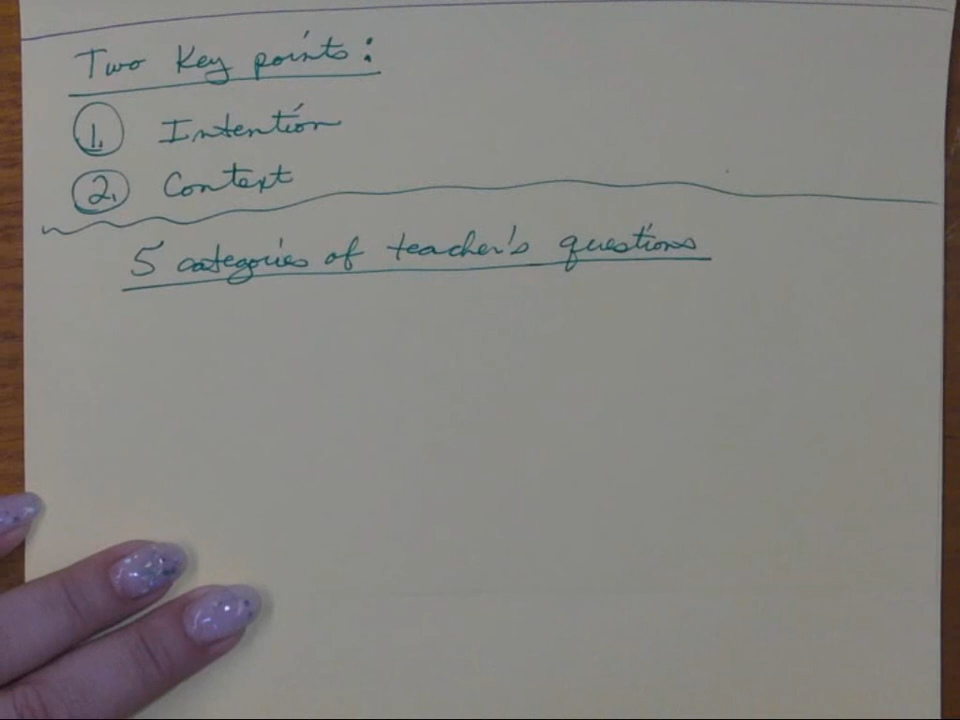 Two Key points:
1. Intention
2. Context
5 categories of teacher's questions